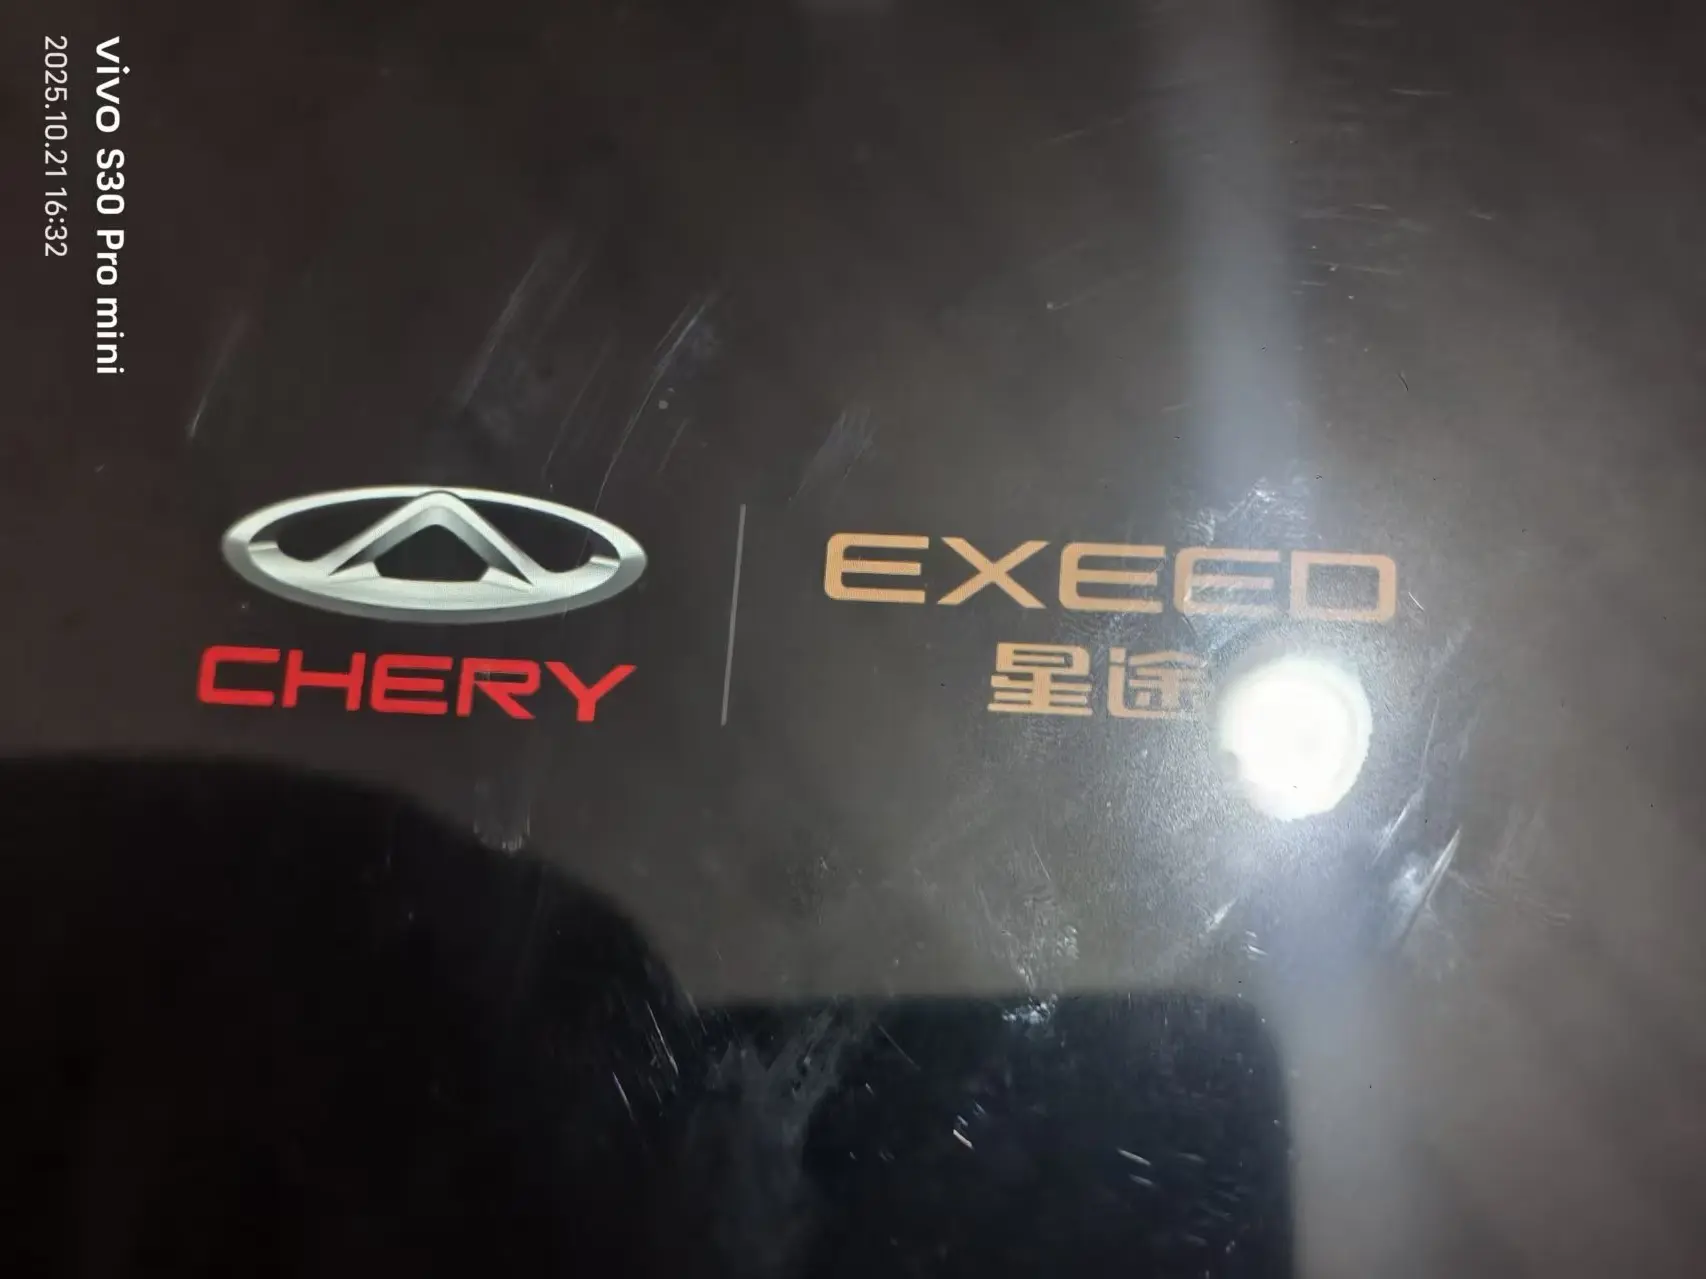 vivo S30 Pro mini
2025.10.21 16:32
CHERY
EXEED
星途